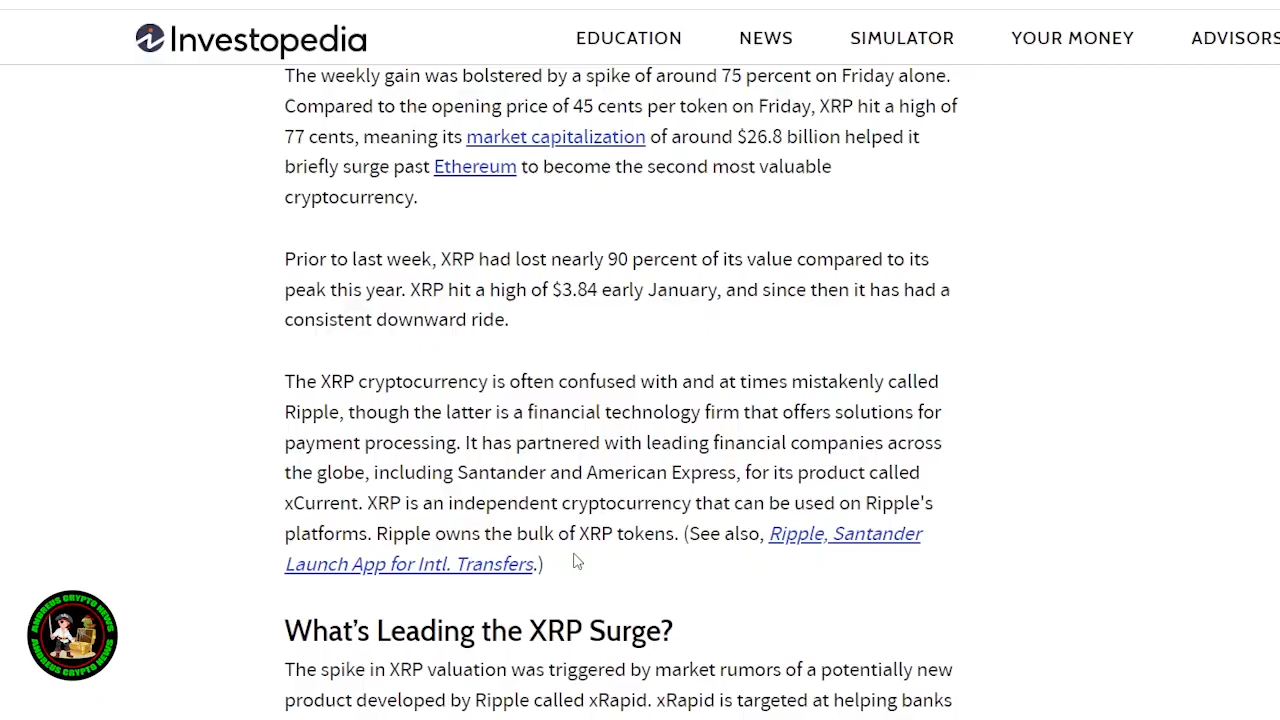 Investopedia
EDUCATION NEWS SIMULATOR YOUR MONEY ADVISORS
The weekly gain was bolstered by a spike of around 75 percent on Friday alone.
Compared to the opening price of 45 cents per token on Friday, XRP hit a high of
77 cents, meaning its market capitalization of around $26.8 billion helped it
briefly surge past Ethereum to become the second most valuable
cryptocurrency.
Prior to last week, XRP had lost nearly 90 percent of its value compared to its
peak this year. XRP hit a high of $3.84 early January, and since then it has had a
consistent downward ride.
The XRP cryptocurrency is often confused with and at times mistakenly called
Ripple, though the latter is a financial technology firm that offers solutions for
payment processing. It has partnered with leading financial companies across
the globe, including Santander and American Express, for its product called
xCurrent. XRP is an independent cryptocurrency that can be used on Ripple's
platforms. Ripple owns the bulk of XRP tokens. (See also, Ripple, Santander
Launch App for Intl. Transfers.)
What’s Leading the XRP Surge?
The spike in XRP valuation was triggered by market rumors of a potentially new
product developed by Ripple called xRapid. xRapid is targeted at helping banks
ANDREUS CRYPTO NEWS
ANDREUS CRYPTO NEWS